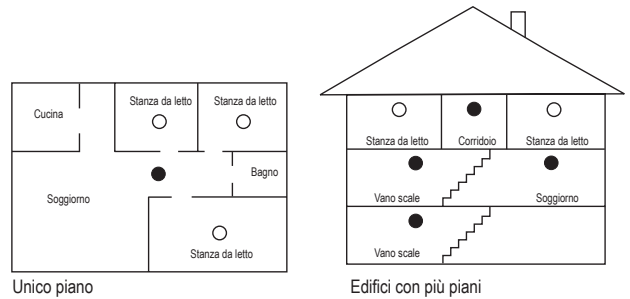 Cucina
Stanza da letto
Stanza da letto
Soggiorno
Bagno
Stanza da letto
Unico piano
Stanza da letto
Corridoio
Stanza da letto
Vano scale
Soggiorno
Vano scale
Edifici con più piani